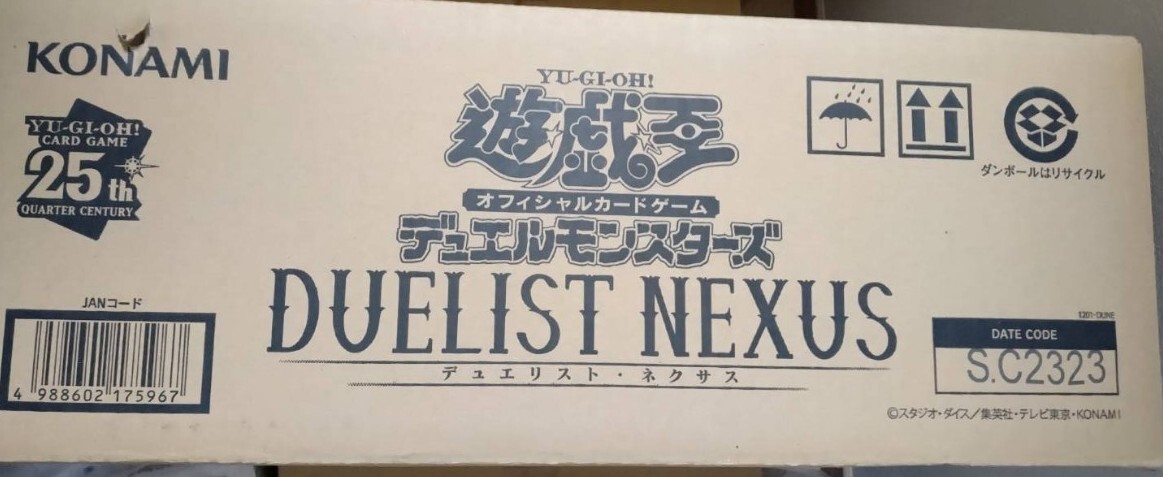 KONAMI
YU-GI-OH!
CARD GAME
25th
QUARTER CENTURY
YU-GI-OH!
遊戯王
オフィシャルカードゲーム
デュエルモンスターズ
DUELIST NEXUS
デュエリスト・ネクサス
ダンボールはリサイクル
JANコード
4 988602 175967
1201-DUNE
DATE CODE
S.C2323
©スタジオ・ダイス/集英社・テレビ東京・KONAMI